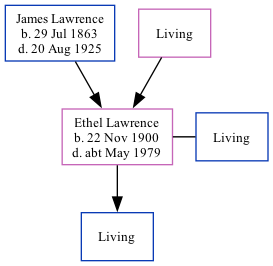 James Lawrence
b. 29 Jul 1863
d. 20 Aug 1925
Living
Ethel Lawrence
b. 22 Nov 1900
d. abt May 1979
Living
Living